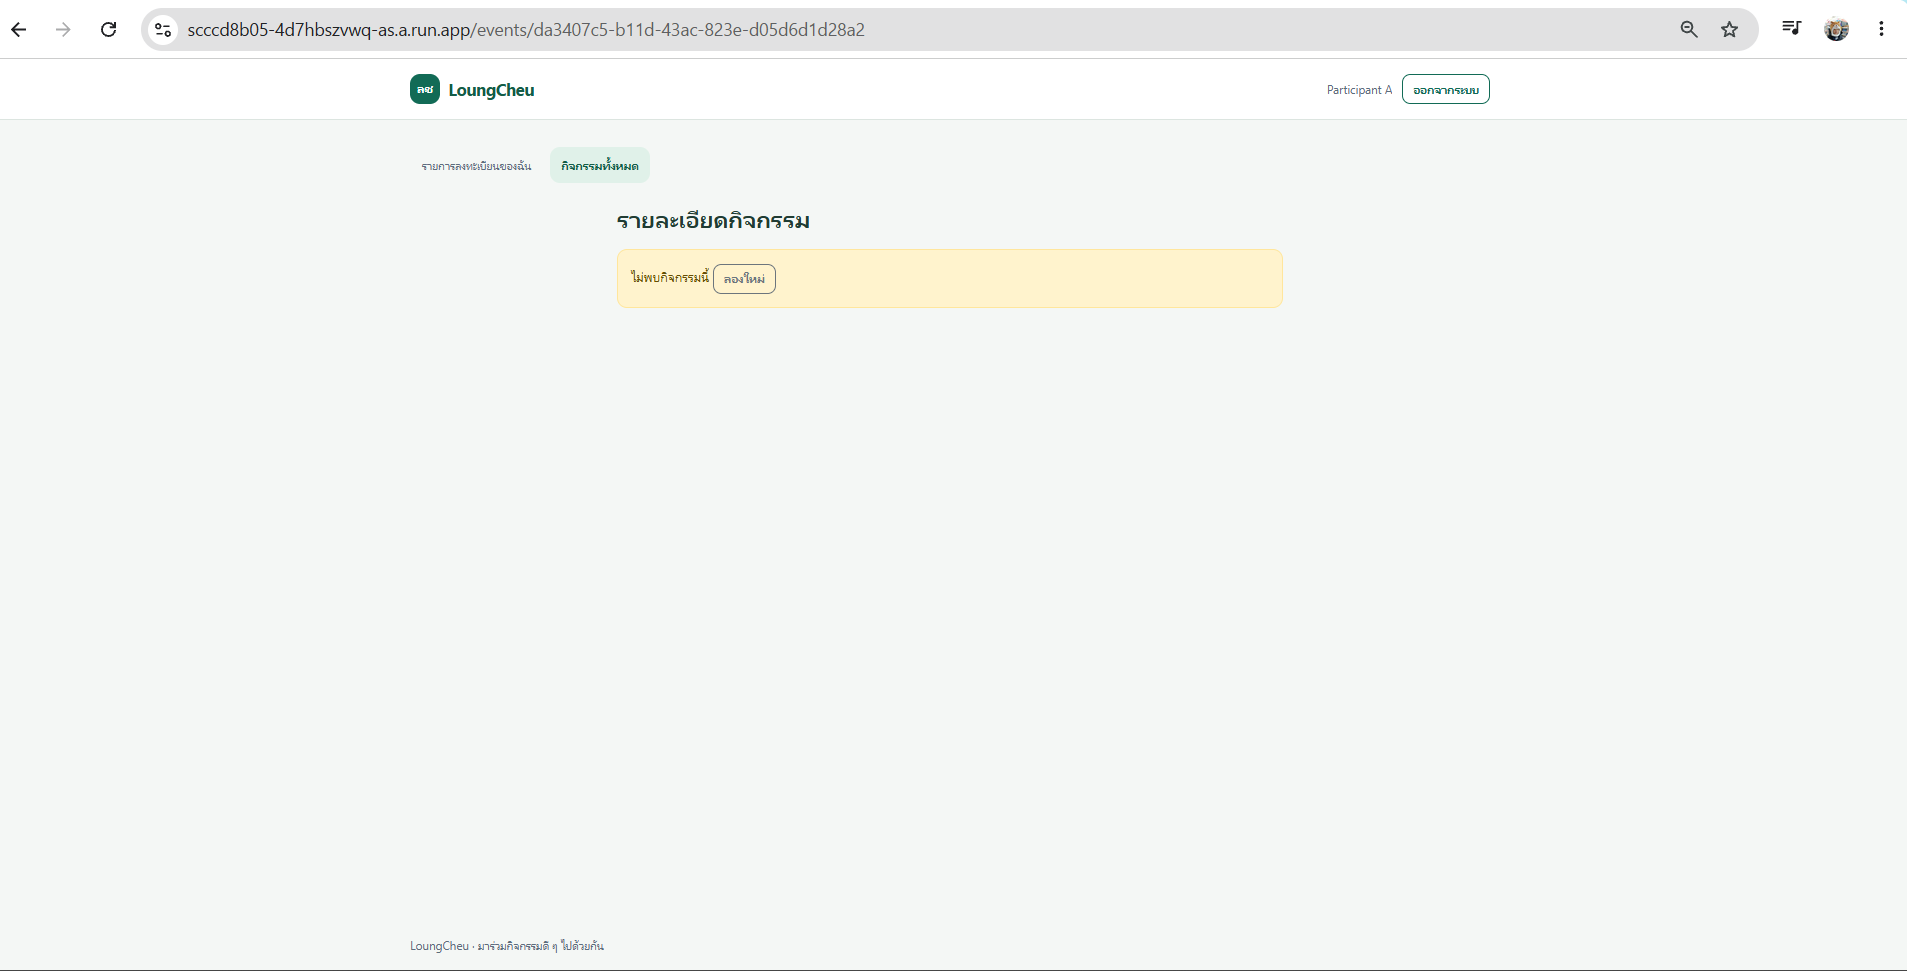 scccd8b05-4d7hbszvwq-as.a.run.app/events/da3407c5-b11d-43ac-823e-d05d6d1d28a2
ลช LoungCheu
Participant A ออกจากระบบ
รายการลงทะเบียนของฉัน กิจกรรมทั้งหมด
รายละเอียดกิจกรรม
ไม่พบกิจกรรมนี้ ลองใหม่
LoungCheu · มาร่วมกิจกรรมดี ๆ ไปด้วยกัน